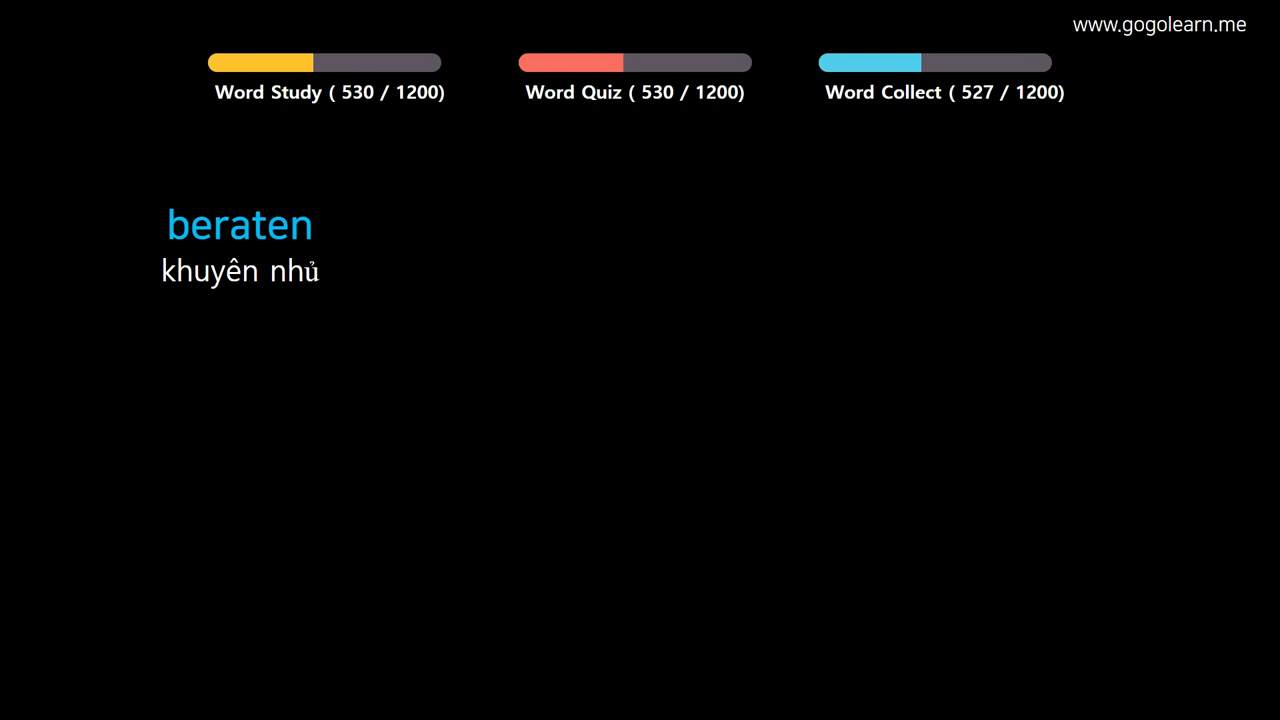 www.gogolearn.me
Word Study ( 530 / 1200)
Word Quiz ( 530 / 1200)
Word Collect ( 527 / 1200)
beraten
khuyên nhủ